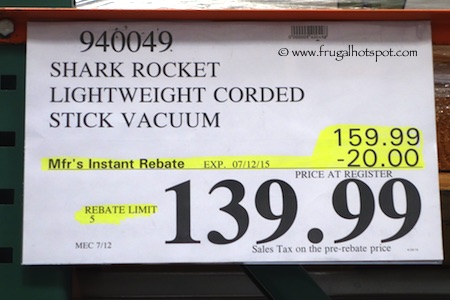 940049
© www.frugalhotspot.com
SHARK ROCKET
LIGHTWEIGHT CORDED
STICK VACUUM
159.99
Mfr's Instant Rebate EXP. 07/12/15 -20.00
PRICE AT REGISTER
139.99
REBATE LIMIT
5
MEC 7/12
Sales Tax on the pre-rebate price